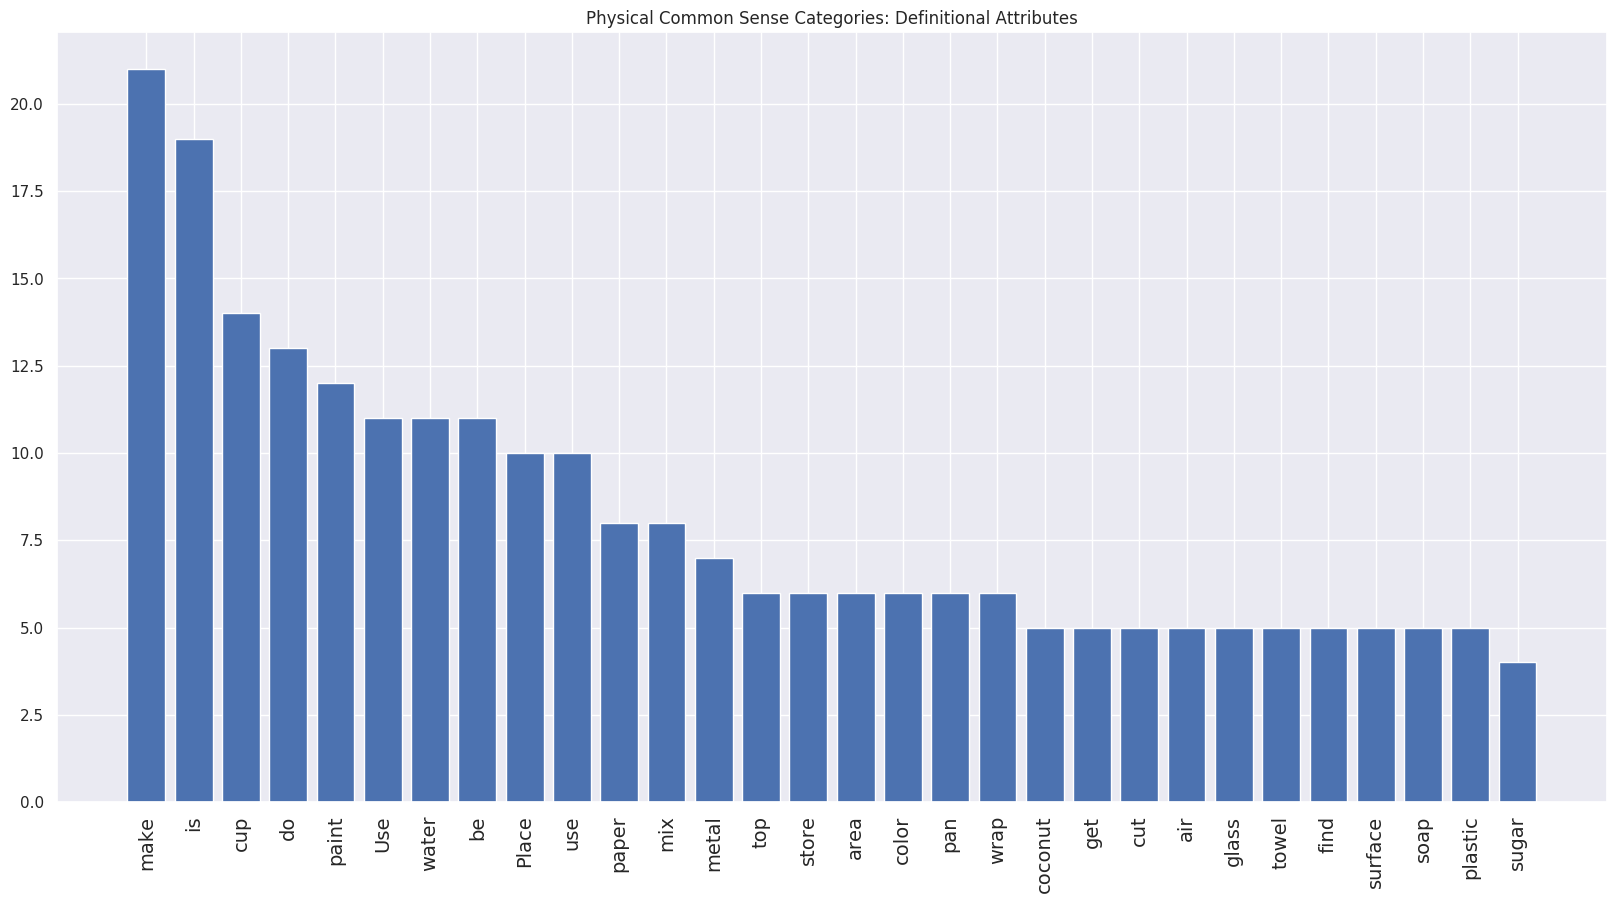 Physical Common Sense Categories: Definitional Attributes
20.0
17.5
15.0
12.5
10.0
7.5
5.0
2.5
0.0
make
is
cup
do
paint
Use
water
be
Place
use
paper
mix
metal
top
store
area
color
pan
wrap
coconut
get
cut
air
glass
towel
find
surface
soap
plastic
sugar